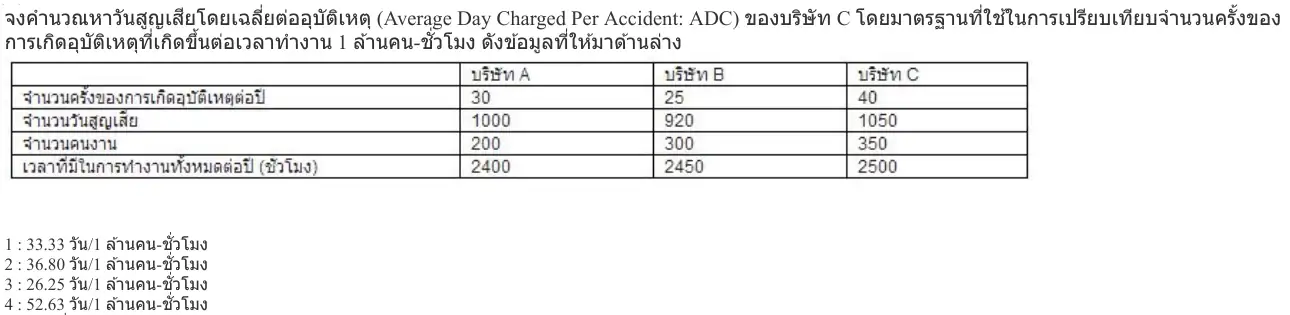 จงคำนวณหาวันสูญเสียโดยเฉลี่ยต่ออุบัติเหตุ (Average Day Charged Per Accident: ADC) ของบริษัท C โดยมาตรฐานที่ใช้ในการเปรียบเทียบจำนวนครั้งของ
การเกิดอุบัติเหตุที่เกิดขึ้นต่อเวลาทำงาน 1 ล้านคน-ชั่วโมง ดังข้อมูลที่ให้มาด้านล่าง
บริษัท A บริษัท B บริษัท C
จำนวนครั้งของการเกิดอุบัติเหตุต่อปี 30 25 40
จำนวนวันสูญเสีย 1000 920 1050
จำนวนคนงาน 200 300 350
เวลาที่มีในการทำงานทั้งหมดต่อปี (ชั่วโมง) 2400 2450 2500
1 : 33.33 วัน/1 ล้านคน-ชั่วโมง
2 : 36.80 วัน/1 ล้านคน-ชั่วโมง
3 : 26.25 วัน/1 ล้านคน-ชั่วโมง
4 : 52.63 วัน/1 ล้านคน-ชั่วโมง